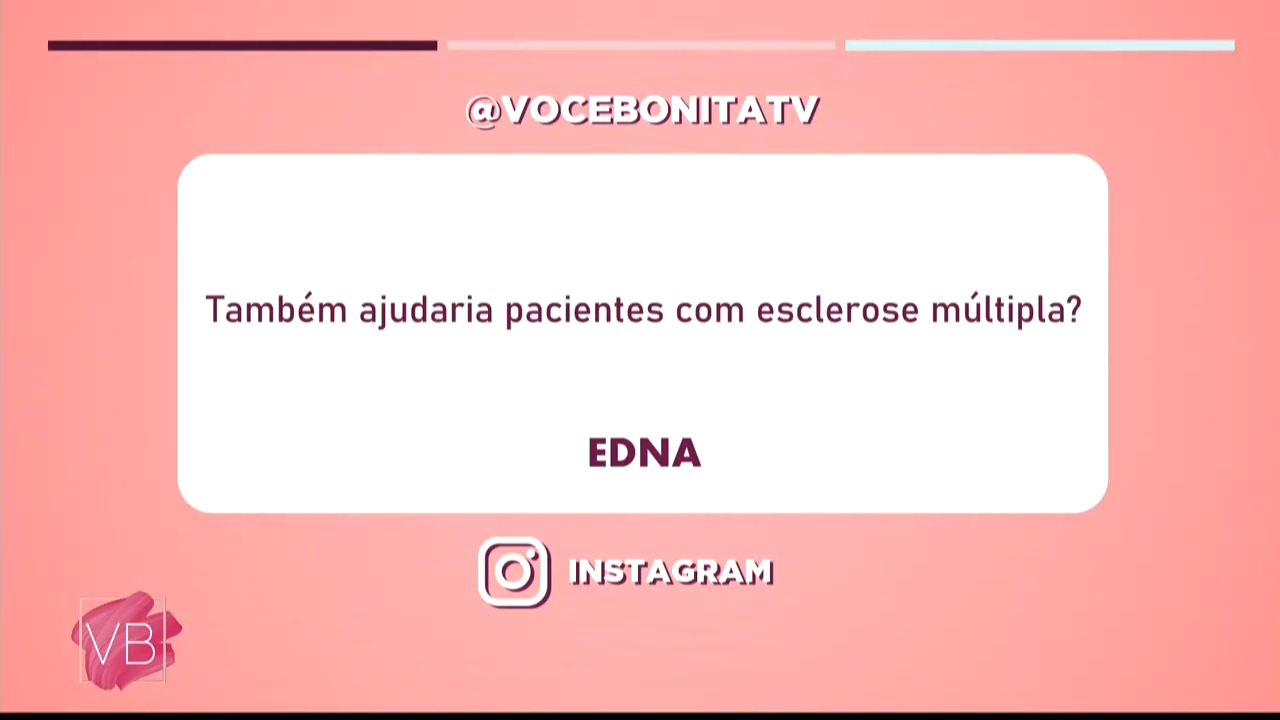 @VOCEBONITATV
Também ajudaria pacientes com esclerose múltipla?
EDNA
INSTAGRAM
VB